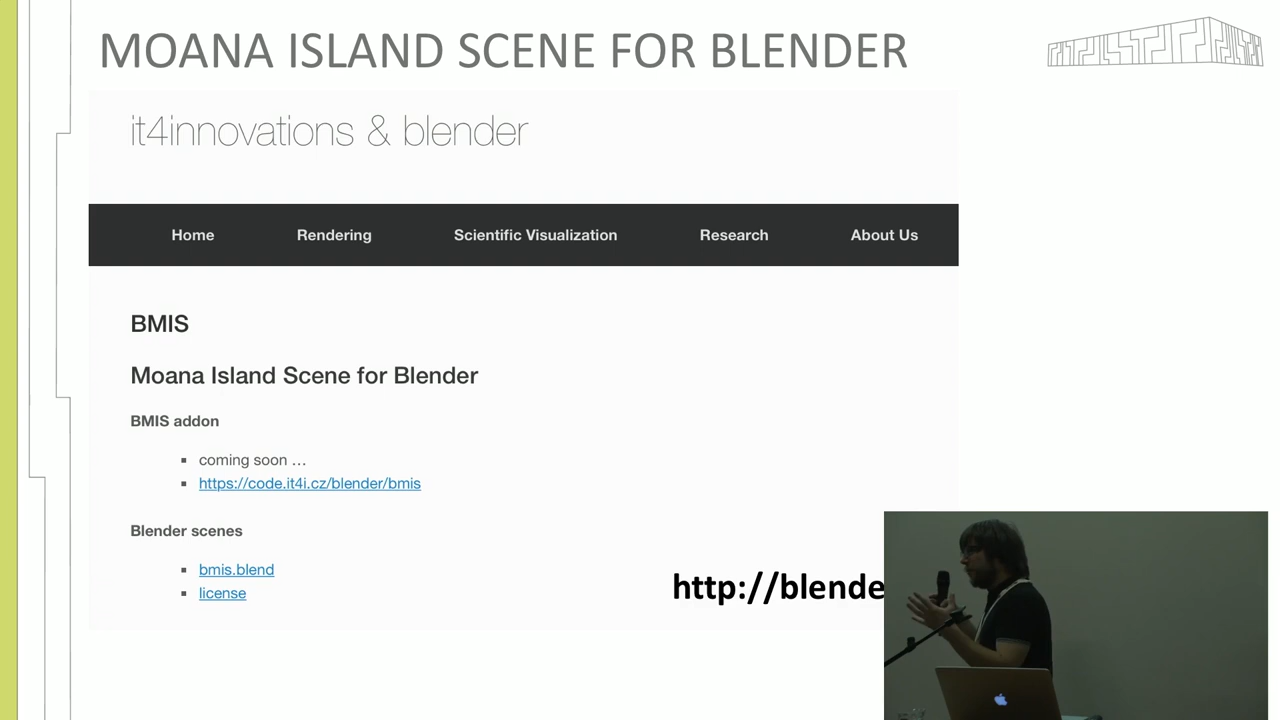 MOANA ISLAND SCENE FOR BLENDER
it4innovations & blender
Home Rendering Scientific Visualization Research About Us
BMIS
Moana Island Scene for Blender
BMIS addon
coming soon …
https://code.it4i.cz/blender/bmis
Blender scenes
bmis.blend
license
http://blende